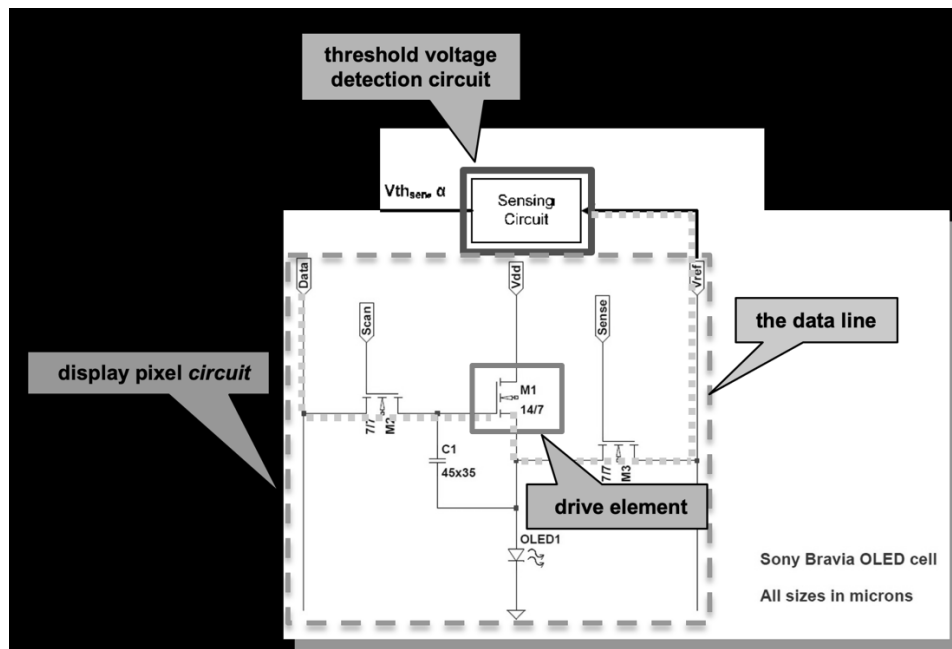 threshold voltage
detection circuit
Vth_sen, α
Sensing
Circuit
Data
Vdd
Vref
Scan
Sense
the data line
display pixel circuit
M1
14/7
7/7
M2
C1
45x35
7/7
M3
drive element
OLED1
Sony Bravia OLED cell
All sizes in microns